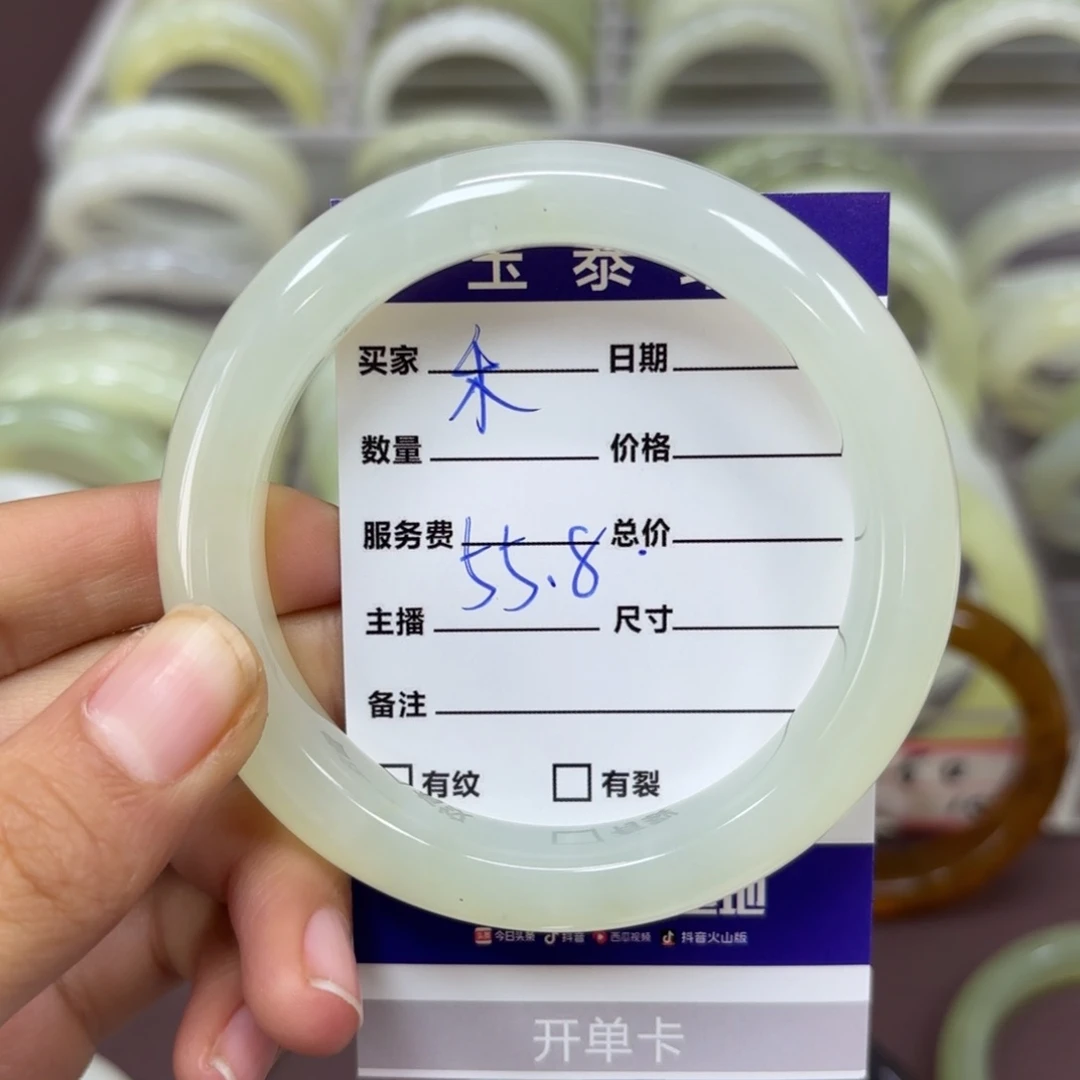 玉泰
买家 朱 日期
数量 价格
服务费 总价
55.8
主播 尺寸
备注
有纹 有裂
今日头条 抖音 西瓜视频 抖音火山版
开单卡